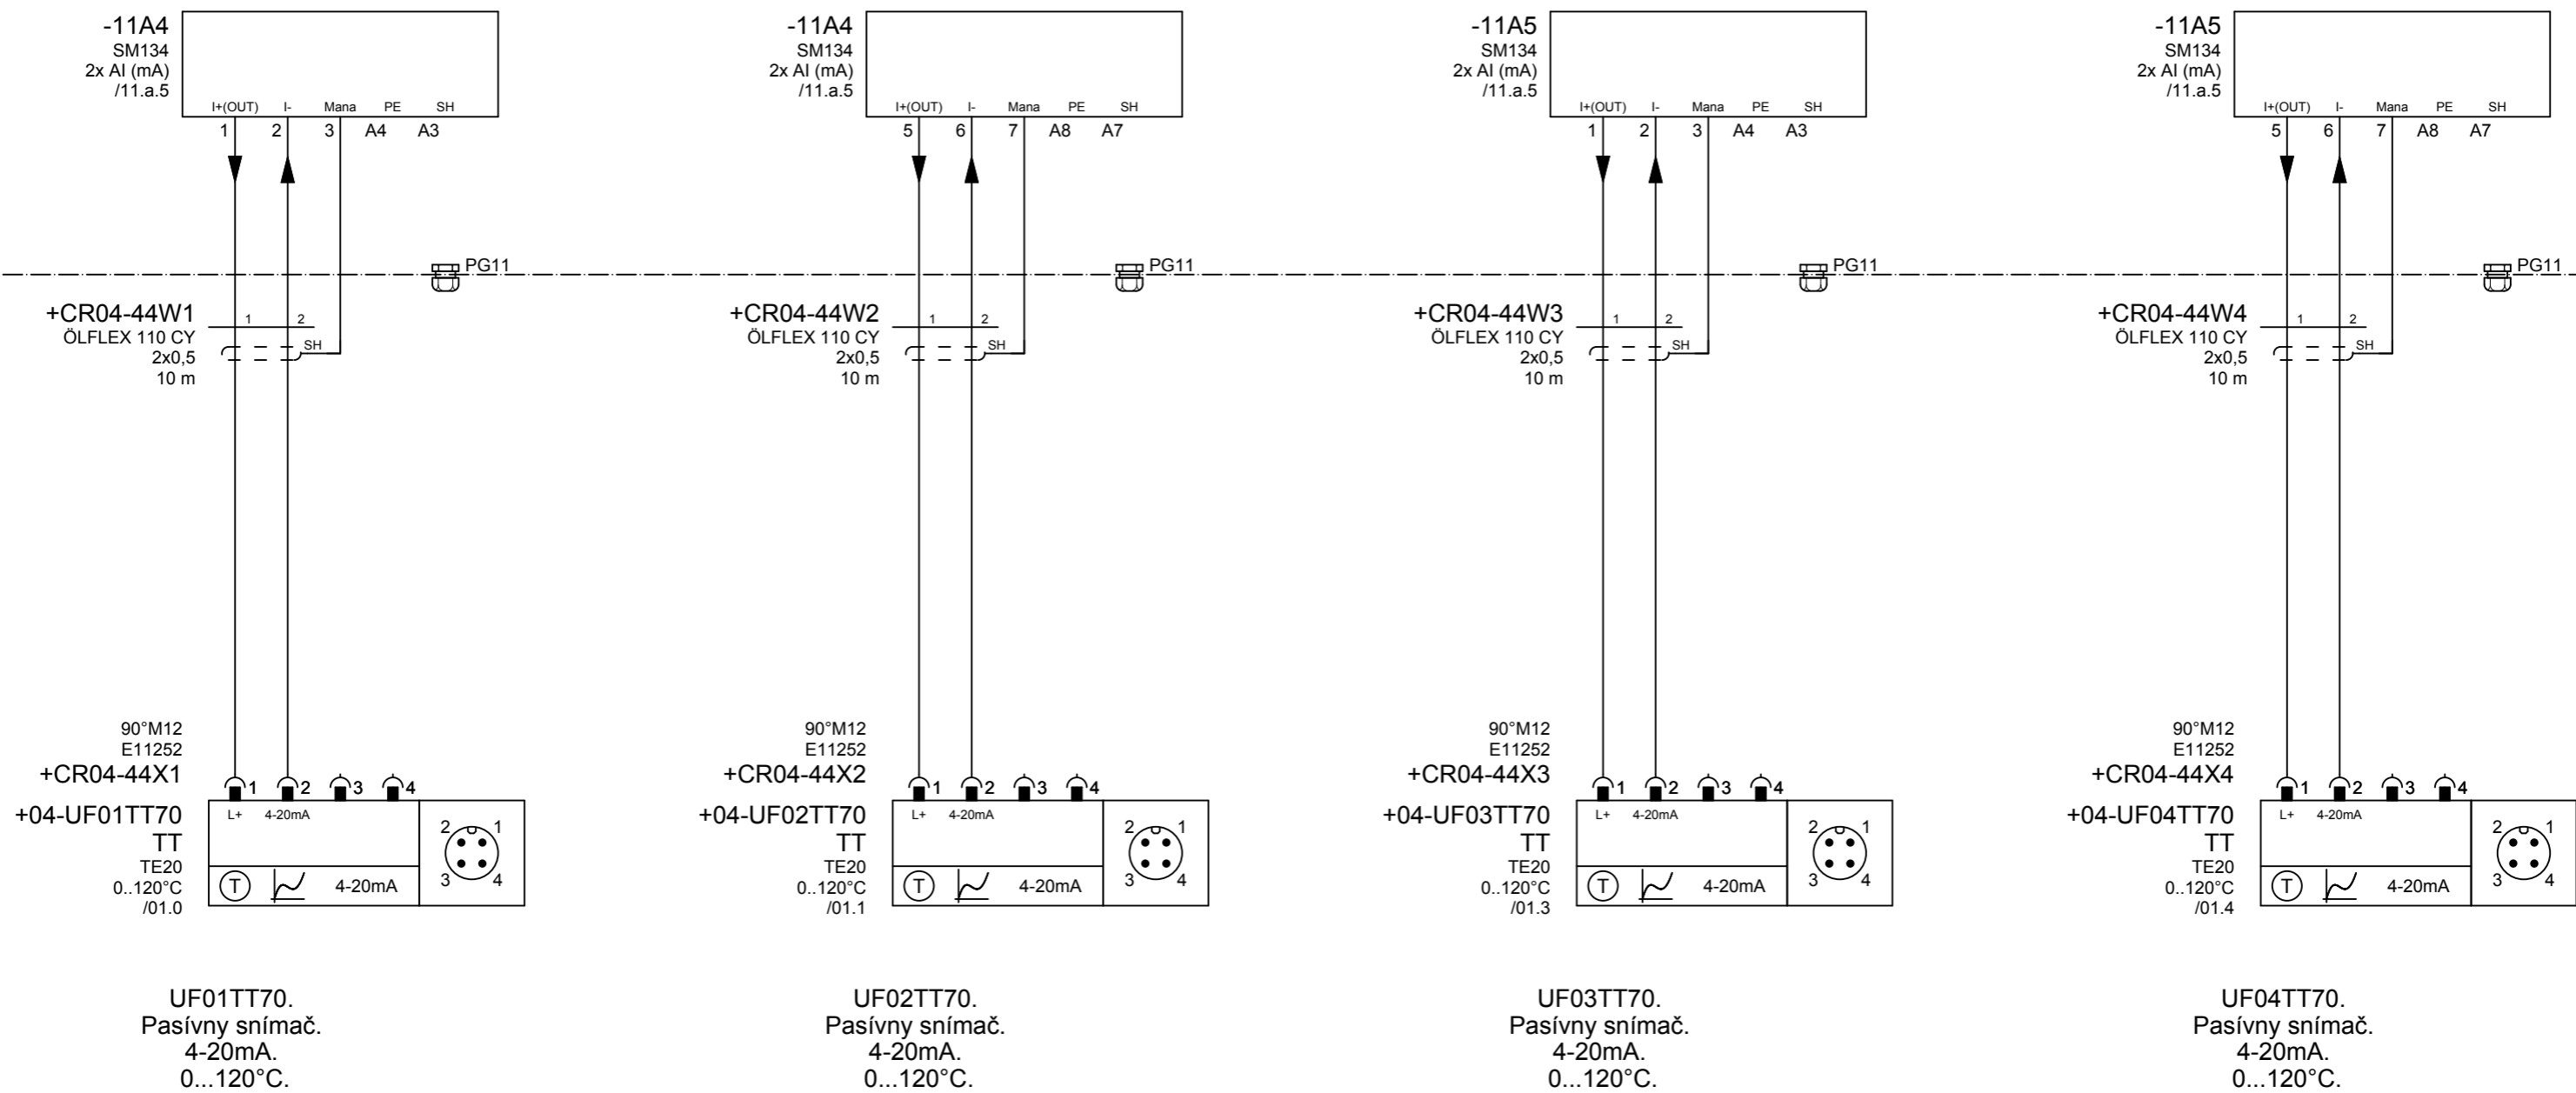 -11A4
SM134
2x AI (mA)
/11.a.5
I+(OUT) I- Mana PE SH
1 2 3 A4 A3
-11A4
SM134
2x AI (mA)
/11.a.5
I+(OUT) I- Mana PE SH
5 6 7 A8 A7
-11A5
SM134
2x AI (mA)
/11.a.5
I+(OUT) I- Mana PE SH
1 2 3 A4 A3
-11A5
SM134
2x AI (mA)
/11.a.5
I+(OUT) I- Mana PE SH
5 6 7 A8 A7
PG11
PG11
PG11
PG11
+CR04-44W1
ÖLFLEX 110 CY
2x0,5
10 m
1 2
SH
+CR04-44W2
ÖLFLEX 110 CY
2x0,5
10 m
1 2
SH
+CR04-44W3
ÖLFLEX 110 CY
2x0,5
10 m
1 2
SH
+CR04-44W4
ÖLFLEX 110 CY
2x0,5
10 m
1 2
SH
90°M12
E11252
+CR04-44X1
1 2 3 4
+04-UF01TT70
TT
TE20
0..120°C
/01.0
L+ 4-20mA
T 4-20mA
2 1
3 4
90°M12
E11252
+CR04-44X2
1 2 3 4
+04-UF02TT70
TT
TE20
0..120°C
/01.1
L+ 4-20mA
T 4-20mA
2 1
3 4
90°M12
E11252
+CR04-44X3
1 2 3 4
+04-UF03TT70
TT
TE20
0..120°C
/01.3
L+ 4-20mA
T 4-20mA
2 1
3 4
90°M12
E11252
+CR04-44X4
1 2 3 4
+04-UF04TT70
TT
TE20
0..120°C
/01.4
L+ 4-20mA
T 4-20mA
2 1
3 4
UF01TT70.
Pasívny snímač.
4-20mA.
0...120°C.
UF02TT70.
Pasívny snímač.
4-20mA.
0...120°C.
UF03TT70.
Pasívny snímač.
4-20mA.
0...120°C.
UF04TT70.
Pasívny snímač.
4-20mA.
0...120°C.